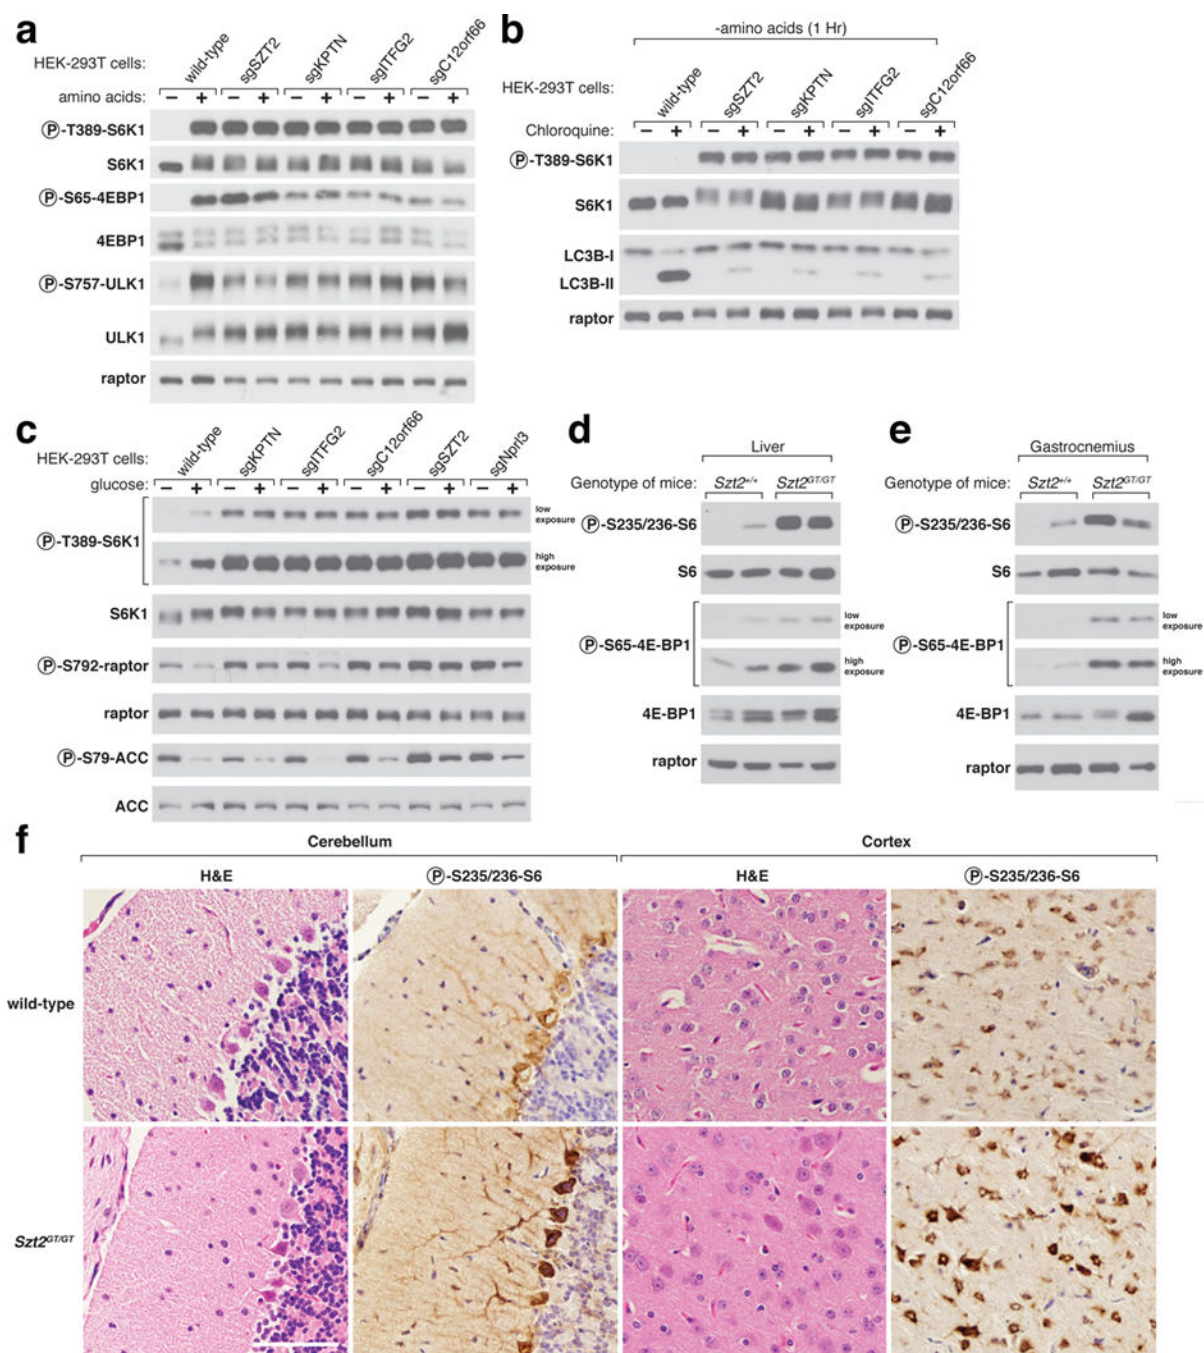 a
HEK-293T cells: wild-type sgSZT2 sgKPTN sgITFG2 sgC12orf66
amino acids: − + − + − + − + − +
Ⓟ-T389-S6K1
S6K1
Ⓟ-S65-4EBP1
4EBP1
Ⓟ-S757-ULK1
ULK1
raptor
b
-amino acids (1 Hr)
HEK-293T cells: wild-type sgSZT2 sgKPTN sgITFG2 sgC12orf66
Chloroquine: − + − + − + − + − +
Ⓟ-T389-S6K1
S6K1
LC3B-I
LC3B-II
raptor
c
HEK-293T cells: wild-type sgKPTN sgITFG2 sgC12orf66 sgSZT2 sgNprl3
glucose: − + − + − + − + − + − +
Ⓟ-T389-S6K1
low exposure
high exposure
S6K1
Ⓟ-S792-raptor
raptor
Ⓟ-S79-ACC
ACC
d
Liver
Genotype of mice: Szt2+/+ Szt2GT/GT
Ⓟ-S235/236-S6
S6
Ⓟ-S65-4E-BP1
low exposure
high exposure
4E-BP1
raptor
e
Gastrocnemius
Genotype of mice: Szt2+/+ Szt2GT/GT
Ⓟ-S235/236-S6
S6
Ⓟ-S65-4E-BP1
low exposure
high exposure
4E-BP1
raptor
f
Cerebellum Cortex
H&E Ⓟ-S235/236-S6 H&E Ⓟ-S235/236-S6
wild-type
Szt2GT/GT